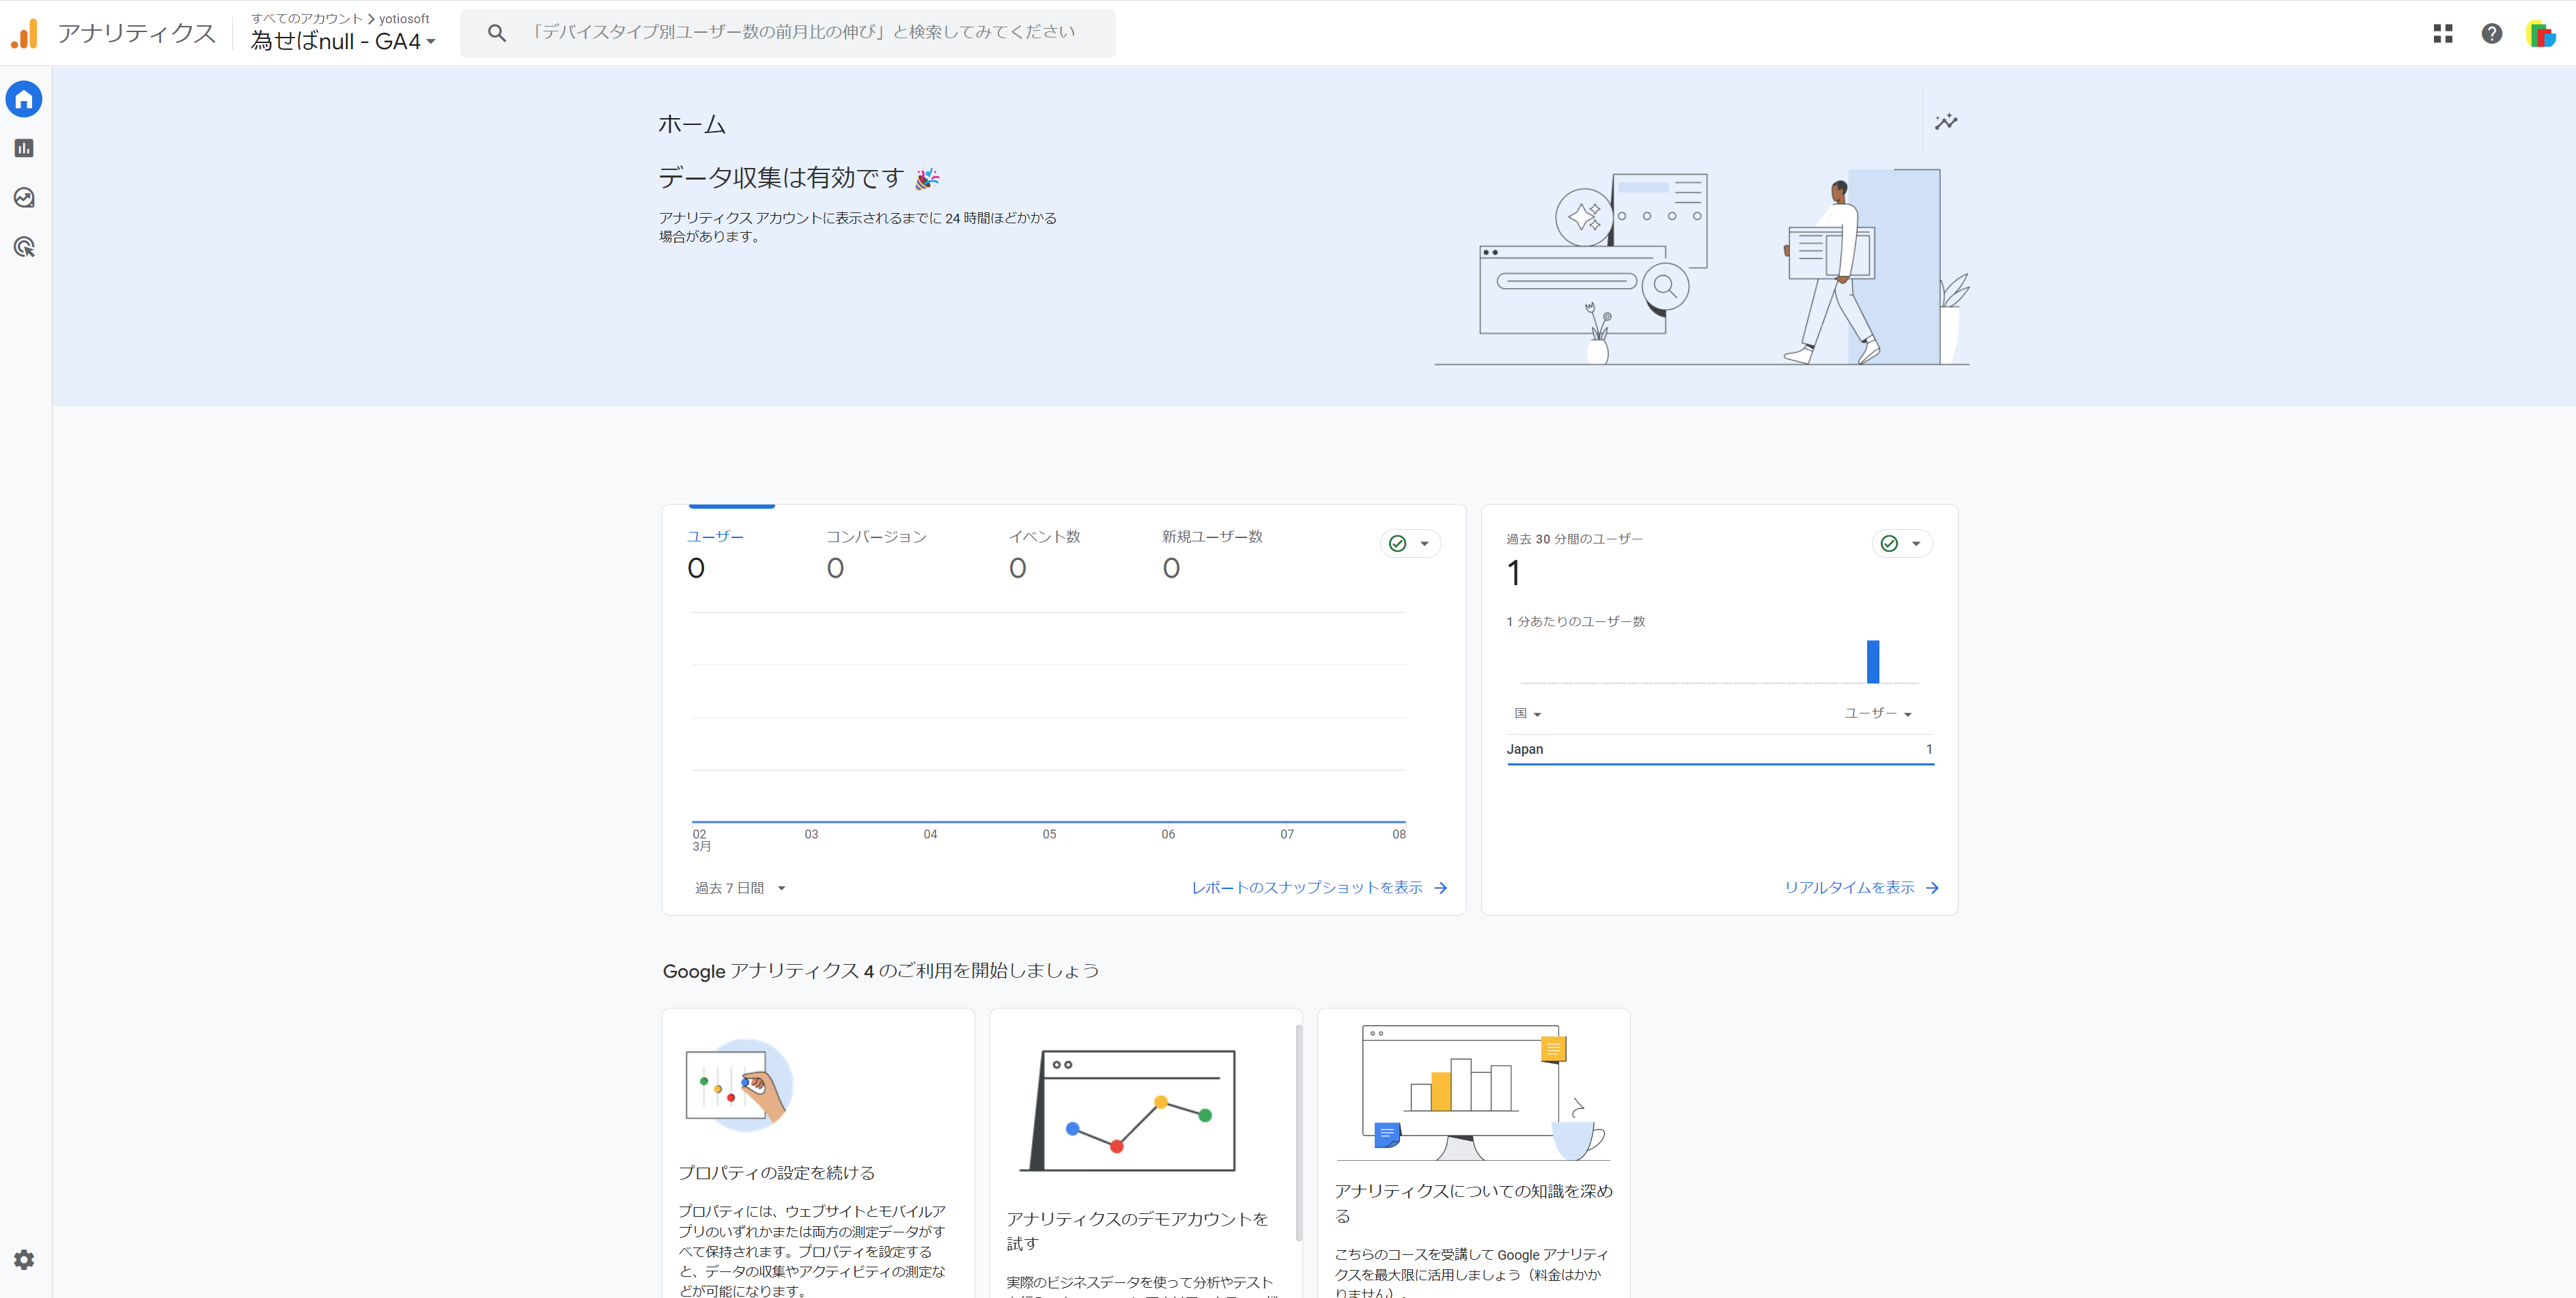 アナリティクス
すべてのアカウント > yotiosoft
為せばnull - GA4
「デバイスタイプ別ユーザー数の前月比の伸び」と検索してみてください
ホーム
データ収集は有効です 🎉
アナリティクス アカウントに表示されるまでに 24 時間ほどかかる
場合があります。
ユーザー
0
コンバージョン
0
イベント数
0
新規ユーザー数
0
02
3月
03
04
05
06
07
08
過去 7 日間
レポートのスナップショットを表示 →
過去 30 分間のユーザー
1
1 分あたりのユーザー数
国
ユーザー
Japan
1
リアルタイムを表示 →
Google アナリティクス 4 のご利用を開始しましょう
プロパティの設定を続ける
プロパティには、ウェブサイトとモバイルア
プリのいずれかまたは両方の測定データがす
べて保持されます。プロパティを設定する
と、データの収集やアクティビティの測定な
どが可能になります。
アナリティクスのデモアカウントを
試す
実際のビジネスデータを使って分析やテスト
アナリティクスについての知識を深め
る
こちらのコースを受講して Google アナリティ
クスを最大限に活用しましょう（料金はかか
りません）。